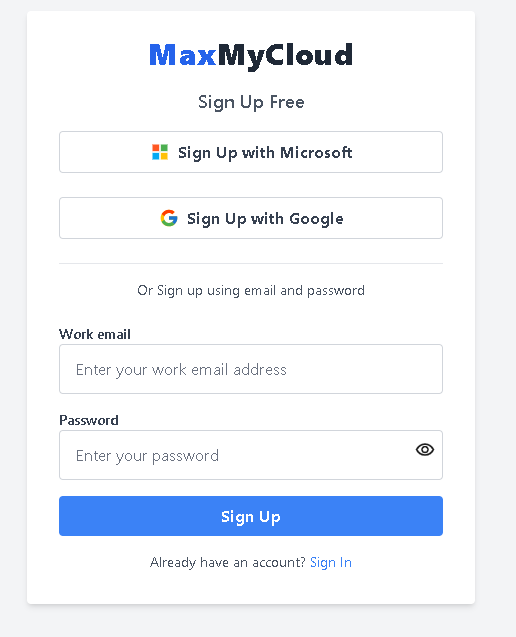 MaxMyCloud
Sign Up Free
Sign Up with Microsoft
Sign Up with Google
Or Sign up using email and password
Work email
Enter your work email address
Password
Enter your password
Sign Up
Already have an account? Sign In